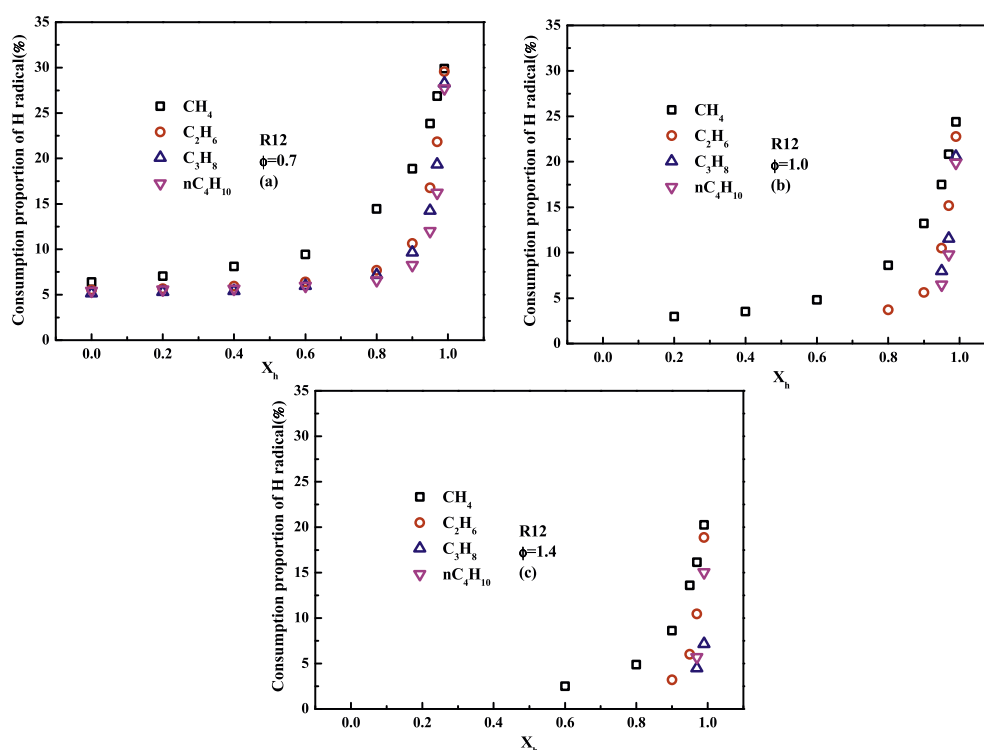 Consumption proportion of H radical(%)
35
30
25
20
15
10
5
0
CH4
C2H6
C3H8
nC4H10
R12
ϕ=0.7
(a)
0.0 0.2 0.4 0.6 0.8 1.0
Xh
Consumption proportion of H radical(%)
35
30
25
20
15
10
5
0
CH4
C2H6
C3H8
nC4H10
R12
ϕ=1.0
(b)
0.0 0.2 0.4 0.6 0.8 1.0
Xh
Consumption proportion of H radical(%)
35
30
25
20
15
10
5
0
CH4
C2H6
C3H8
nC4H10
R12
ϕ=1.4
(c)
0.0 0.2 0.4 0.6 0.8 1.0
Xh